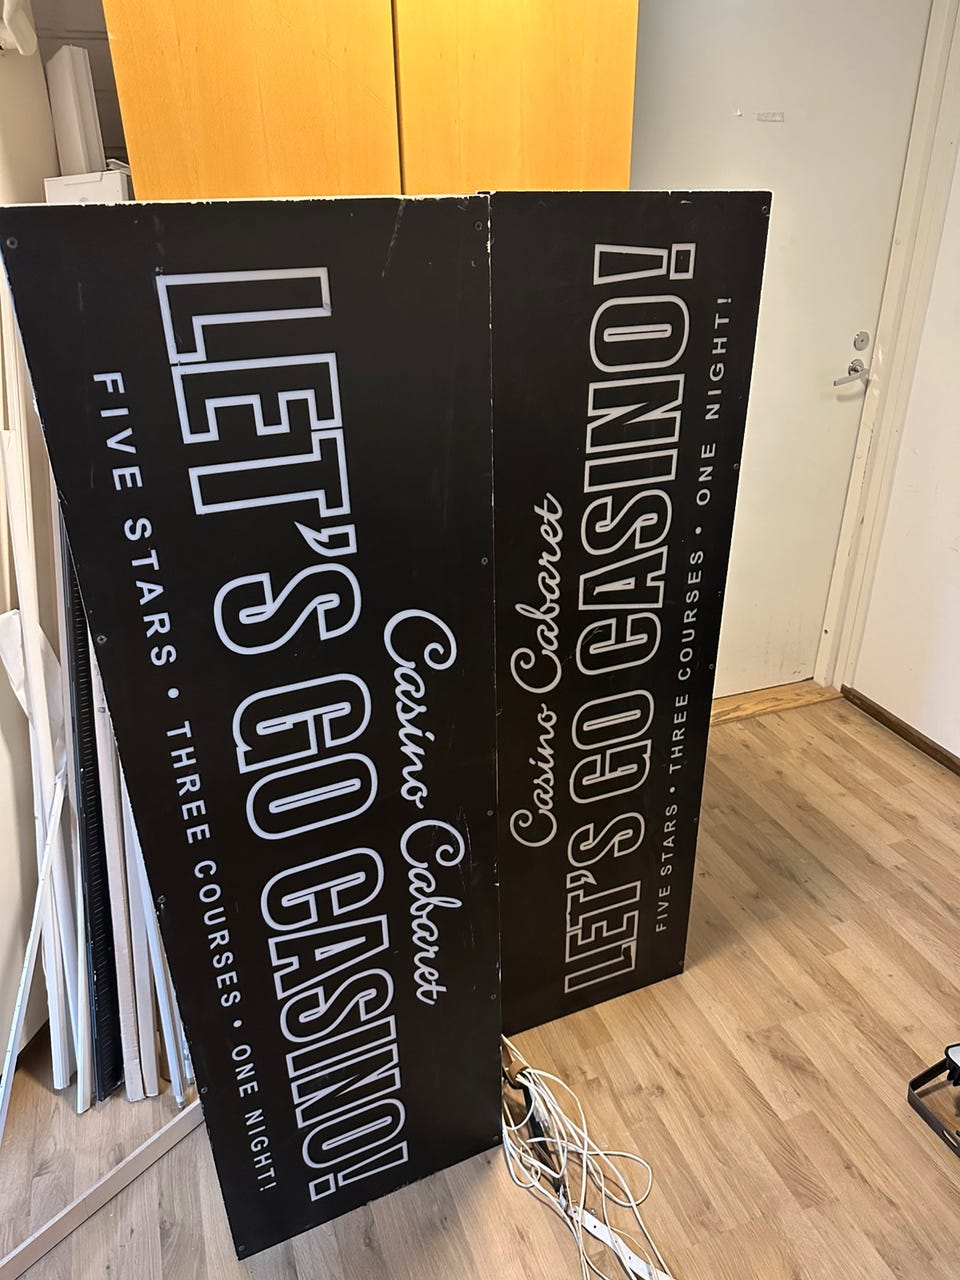 Casino Cabaret
LET'S GO CASINO!
FIVE STARS • THREE COURSES • ONE NIGHT!
Casino Cabaret
LET'S GO CASINO!
FIVE STARS • THREE COURSES • ONE NIGHT!